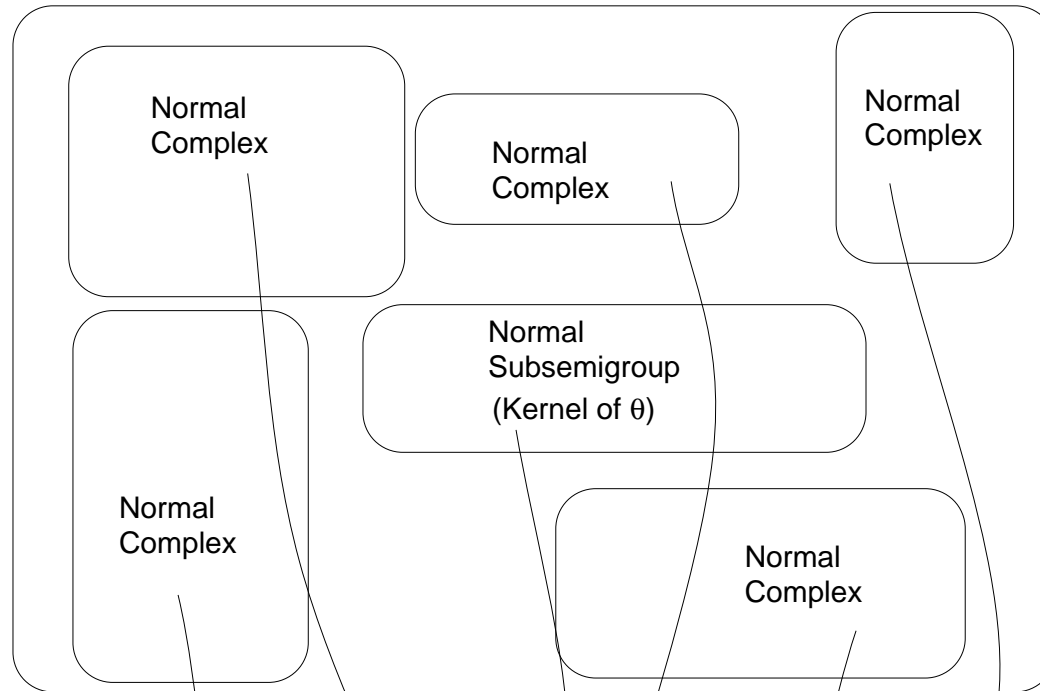 Normal
Complex
Normal
Complex
Normal
Complex
Normal
Subsemigroup
(Kernel of θ)
Normal
Complex
Normal
Complex